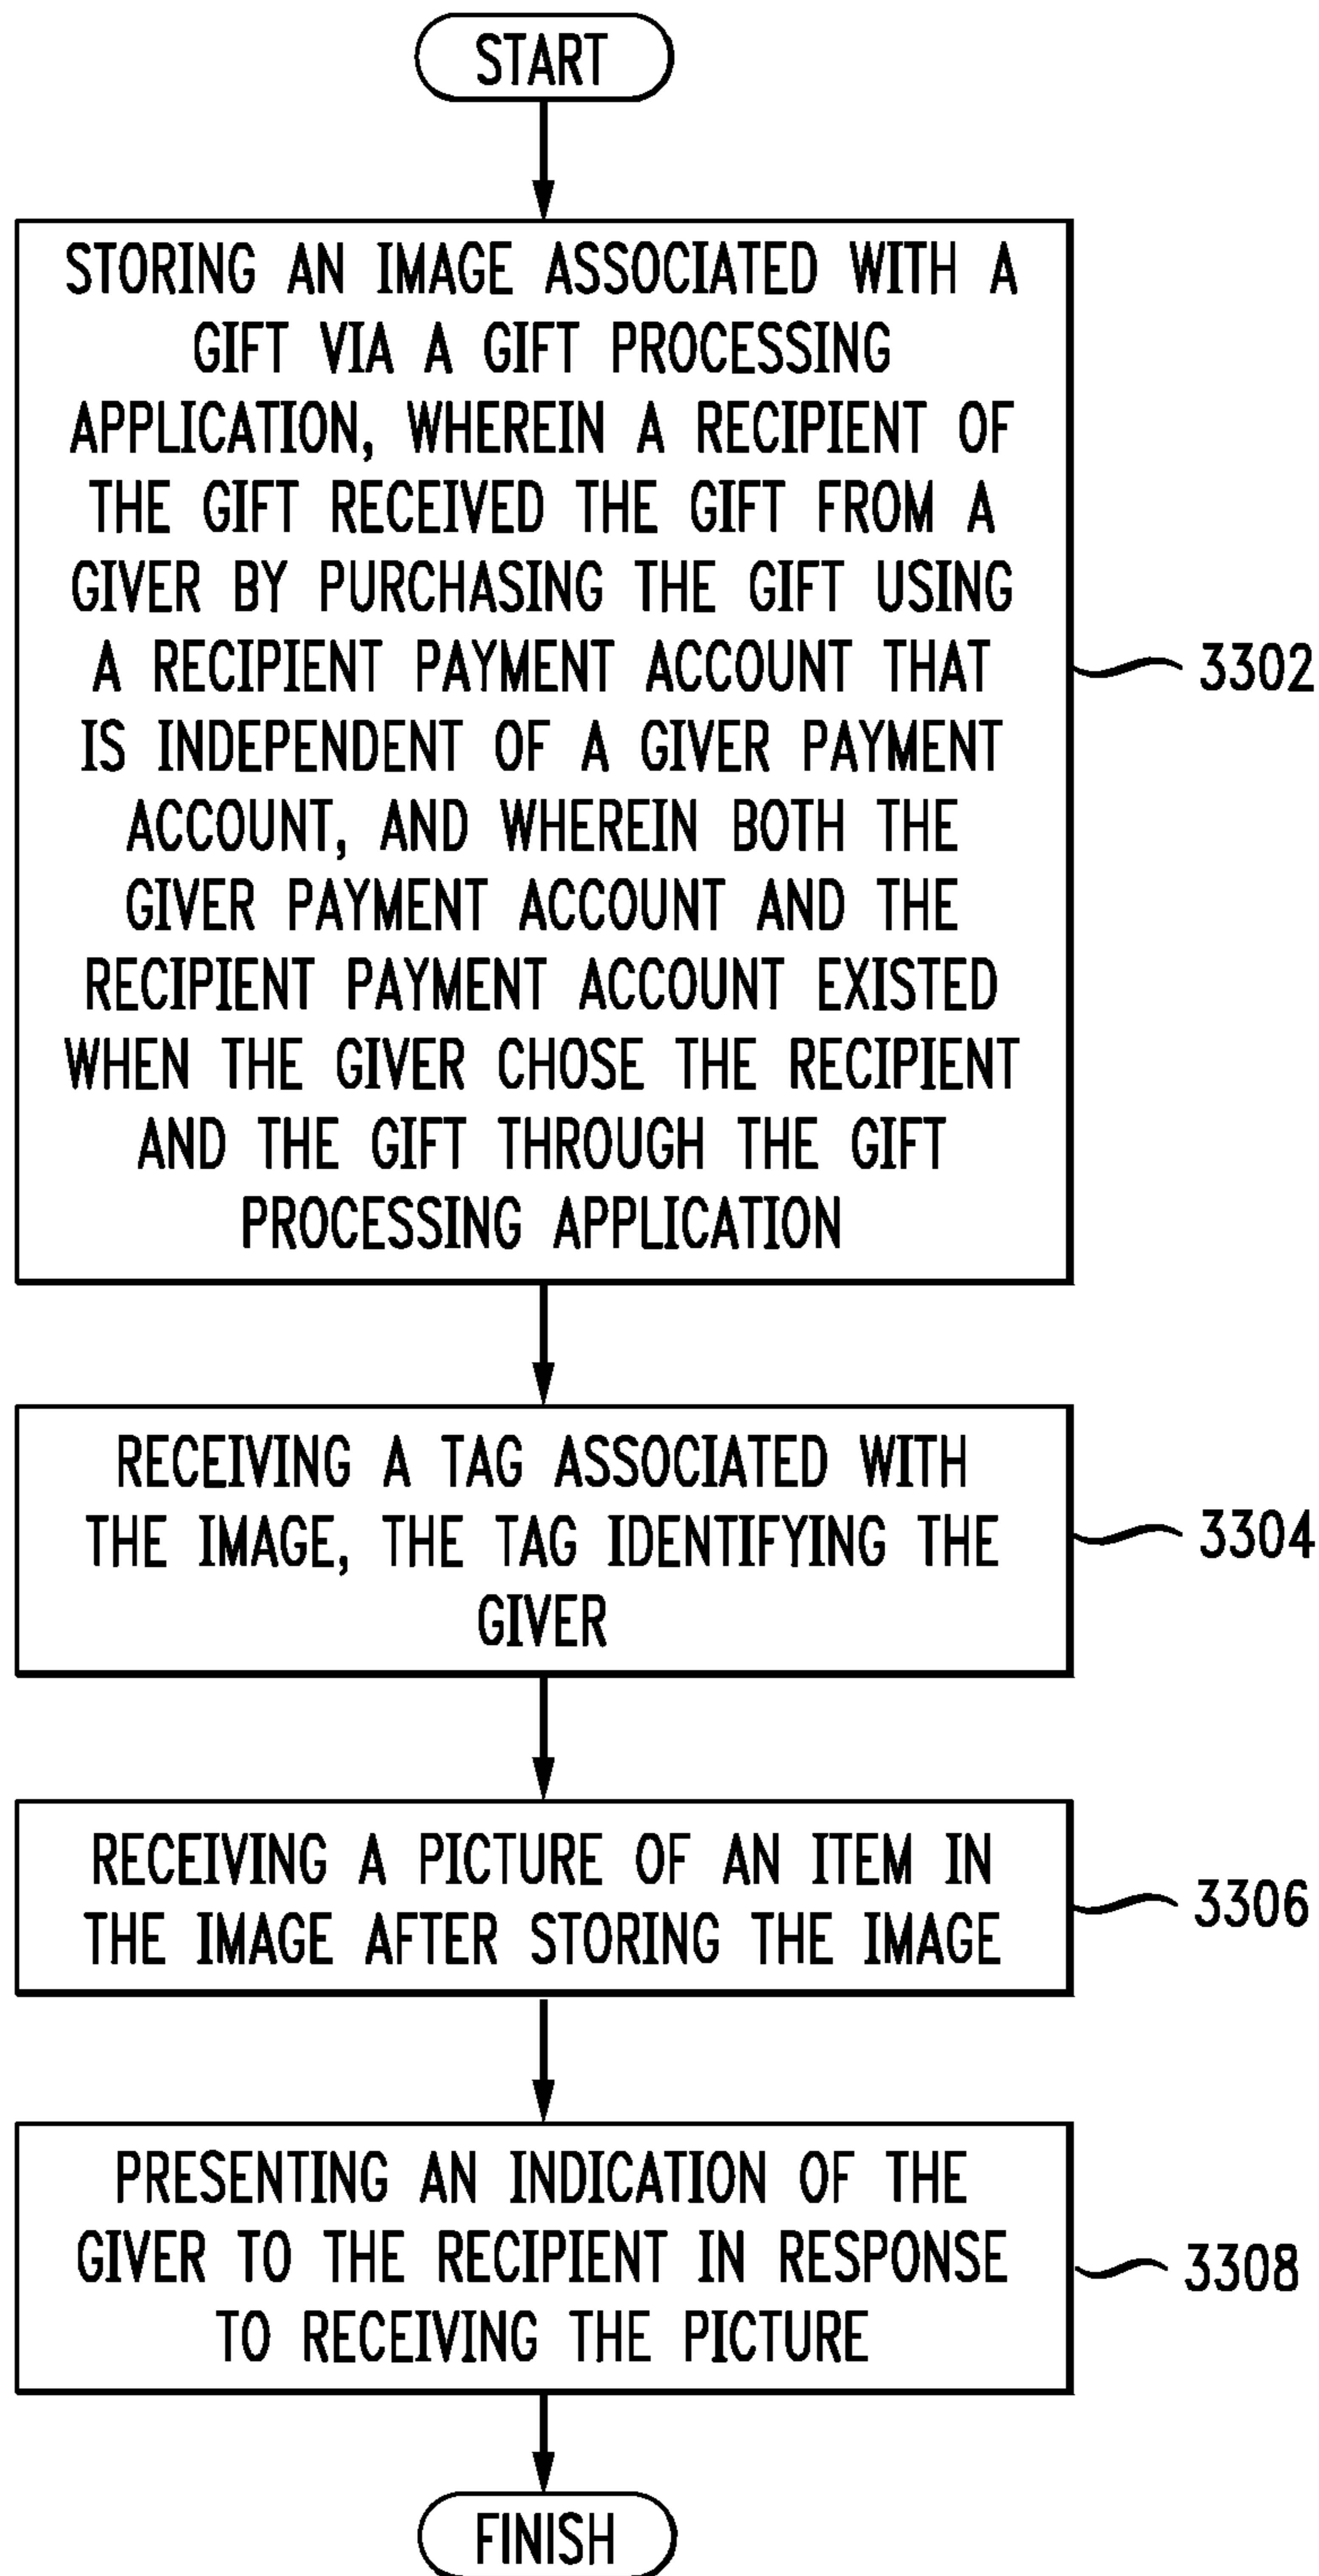 START
STORING AN IMAGE ASSOCIATED WITH A
GIFT VIA A GIFT PROCESSING
APPLICATION, WHEREIN A RECIPIENT OF
THE GIFT RECEIVED THE GIFT FROM A
GIVER BY PURCHASING THE GIFT USING
A RECIPIENT PAYMENT ACCOUNT THAT
IS INDEPENDENT OF A GIVER PAYMENT
ACCOUNT, AND WHEREIN BOTH THE
GIVER PAYMENT ACCOUNT AND THE
RECIPIENT PAYMENT ACCOUNT EXISTED
WHEN THE GIVER CHOSE THE RECIPIENT
AND THE GIFT THROUGH THE GIFT
PROCESSING APPLICATION
3302
RECEIVING A TAG ASSOCIATED WITH
THE IMAGE, THE TAG IDENTIFYING THE
GIVER
3304
RECEIVING A PICTURE OF AN ITEM IN
THE IMAGE AFTER STORING THE IMAGE
3306
PRESENTING AN INDICATION OF THE
GIVER TO THE RECIPIENT IN RESPONSE
TO RECEIVING THE PICTURE
3308
FINISH